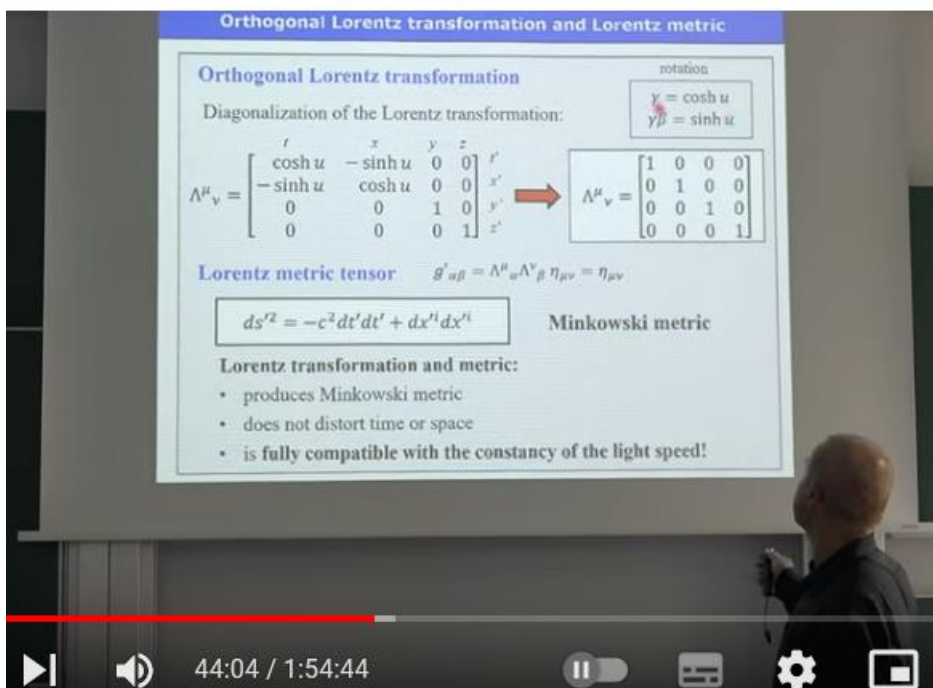 Orthogonal Lorentz transformation and Lorentz metric
Orthogonal Lorentz transformation
rotation
γ = cosh u
γβ = sinh u
Diagonalization of the Lorentz transformation:
t x y z
Λ^μ_ν = [ cosh u − sinh u 0 0 ] t'
[ − sinh u cosh u 0 0 ] x'
[ 0 0 1 0 ] y'
[ 0 0 0 1 ] z'
Λ^μ_ν = [ 1 0 0 0 ]
[ 0 1 0 0 ]
[ 0 0 1 0 ]
[ 0 0 0 1 ]
Lorentz metric tensor g'_αβ = Λ^μ_α Λ^ν_β η_μν = η_μν
ds'² = −c²dt'dt' + dx'^i dx'^i Minkowski metric
Lorentz transformation and metric:
• produces Minkowski metric
• does not distort time or space
• is fully compatible with the constancy of the light speed!
44:04 / 1:54:44